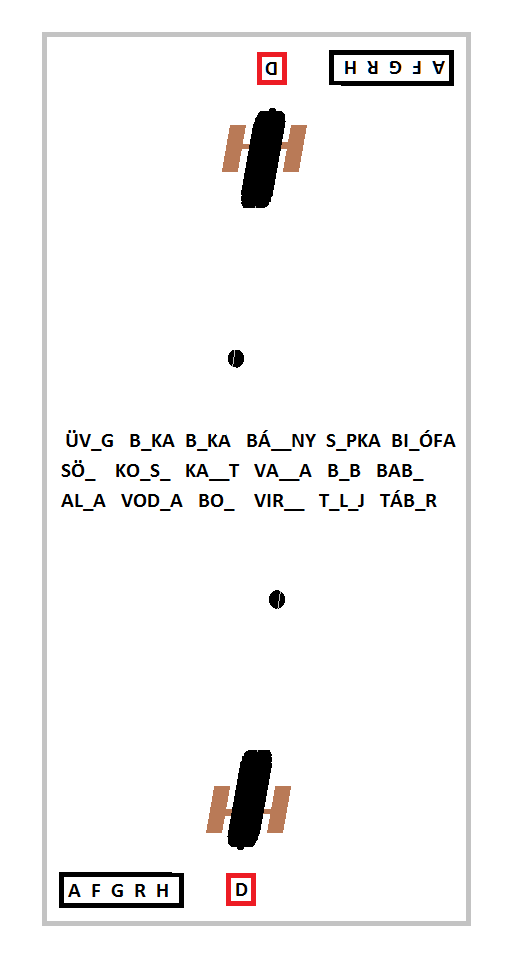 D
A F G R H
ÜV_G B_KA B_KA BÁ__NY S_PKA BI_ÓFA
SÖ_ KO_S_ KA__T VA__A B_B BAB_
AL_A VOD_A BO_ VIR__ T_L_J TÁB_R
A F G R H
D